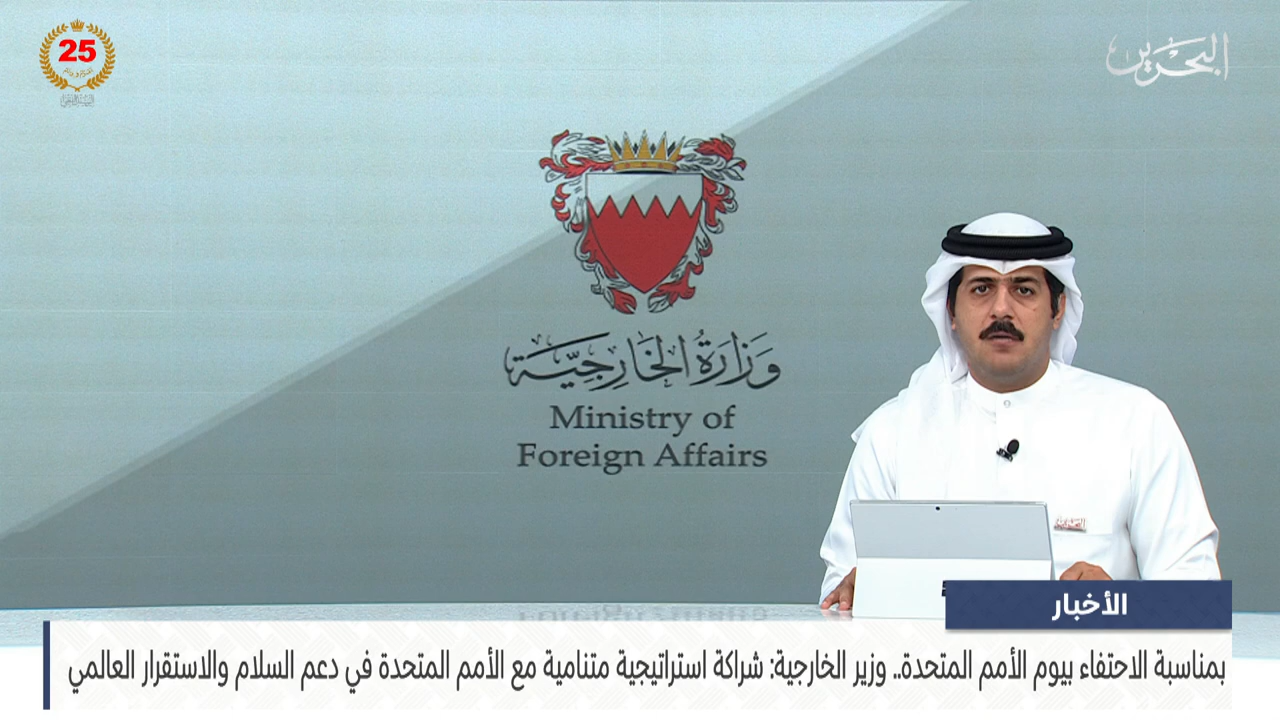 25
البحرين
وزارة الخارجية
Ministry of
Foreign Affairs
الأخبار
بمناسبة الاحتفاء بيوم الأمم المتحدة.. وزير الخارجية: شراكة استراتيجية متنامية مع الأمم المتحدة في دعم السلام والاستقرار العالمي